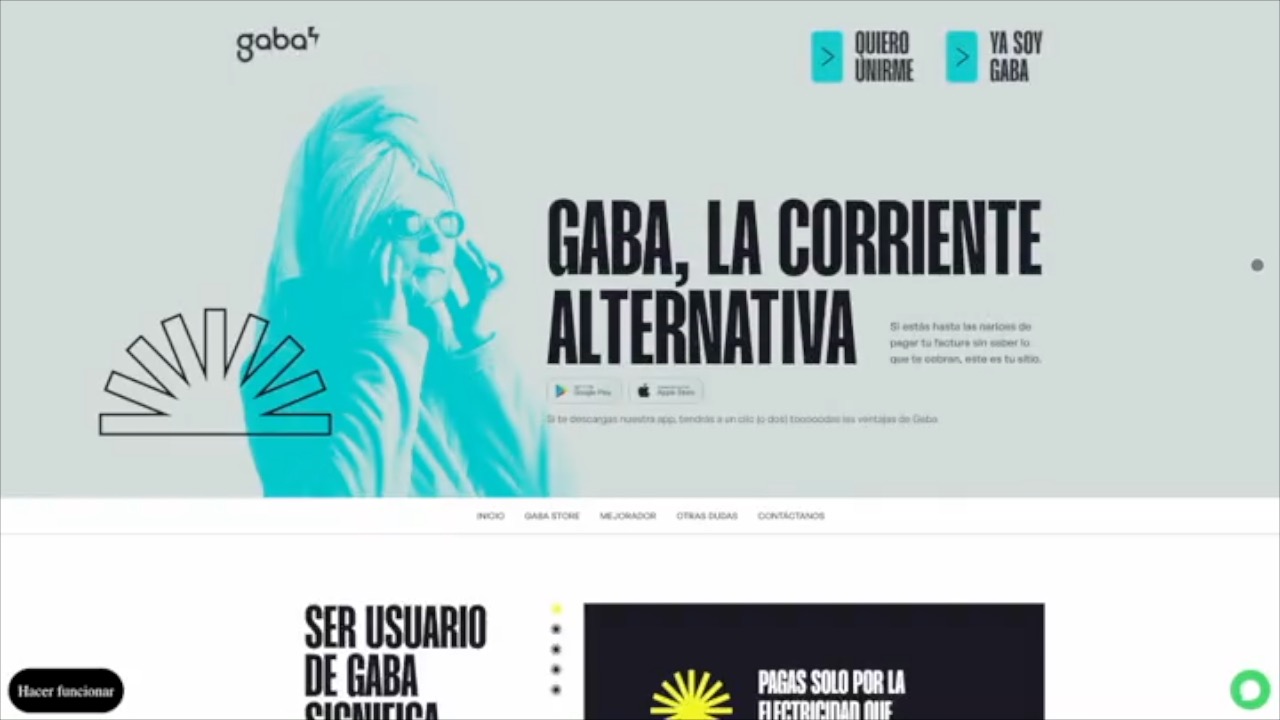 gaba
QUIERO
UNIRME
YA SOY
GABA
GABA, LA CORRIENTE
ALTERNATIVA
Si estás hasta las narices de
pagar tu factura sin saber lo
que te cobran, este es tu sitio.
Google Play
Apple Store
Si te descargas nuestra app, tendrás a un clic (o dos) tooooodas las ventajas de Gaba
INICIO
GABA STORE
MEJORADOR
OTRAS DUDAS
CONTÁCTANOS
SER USUARIO
DE GABA
SIGNIFICA
PAGAS SOLO POR LA
ELECTRICIDAD QUE
Hacer funcionar